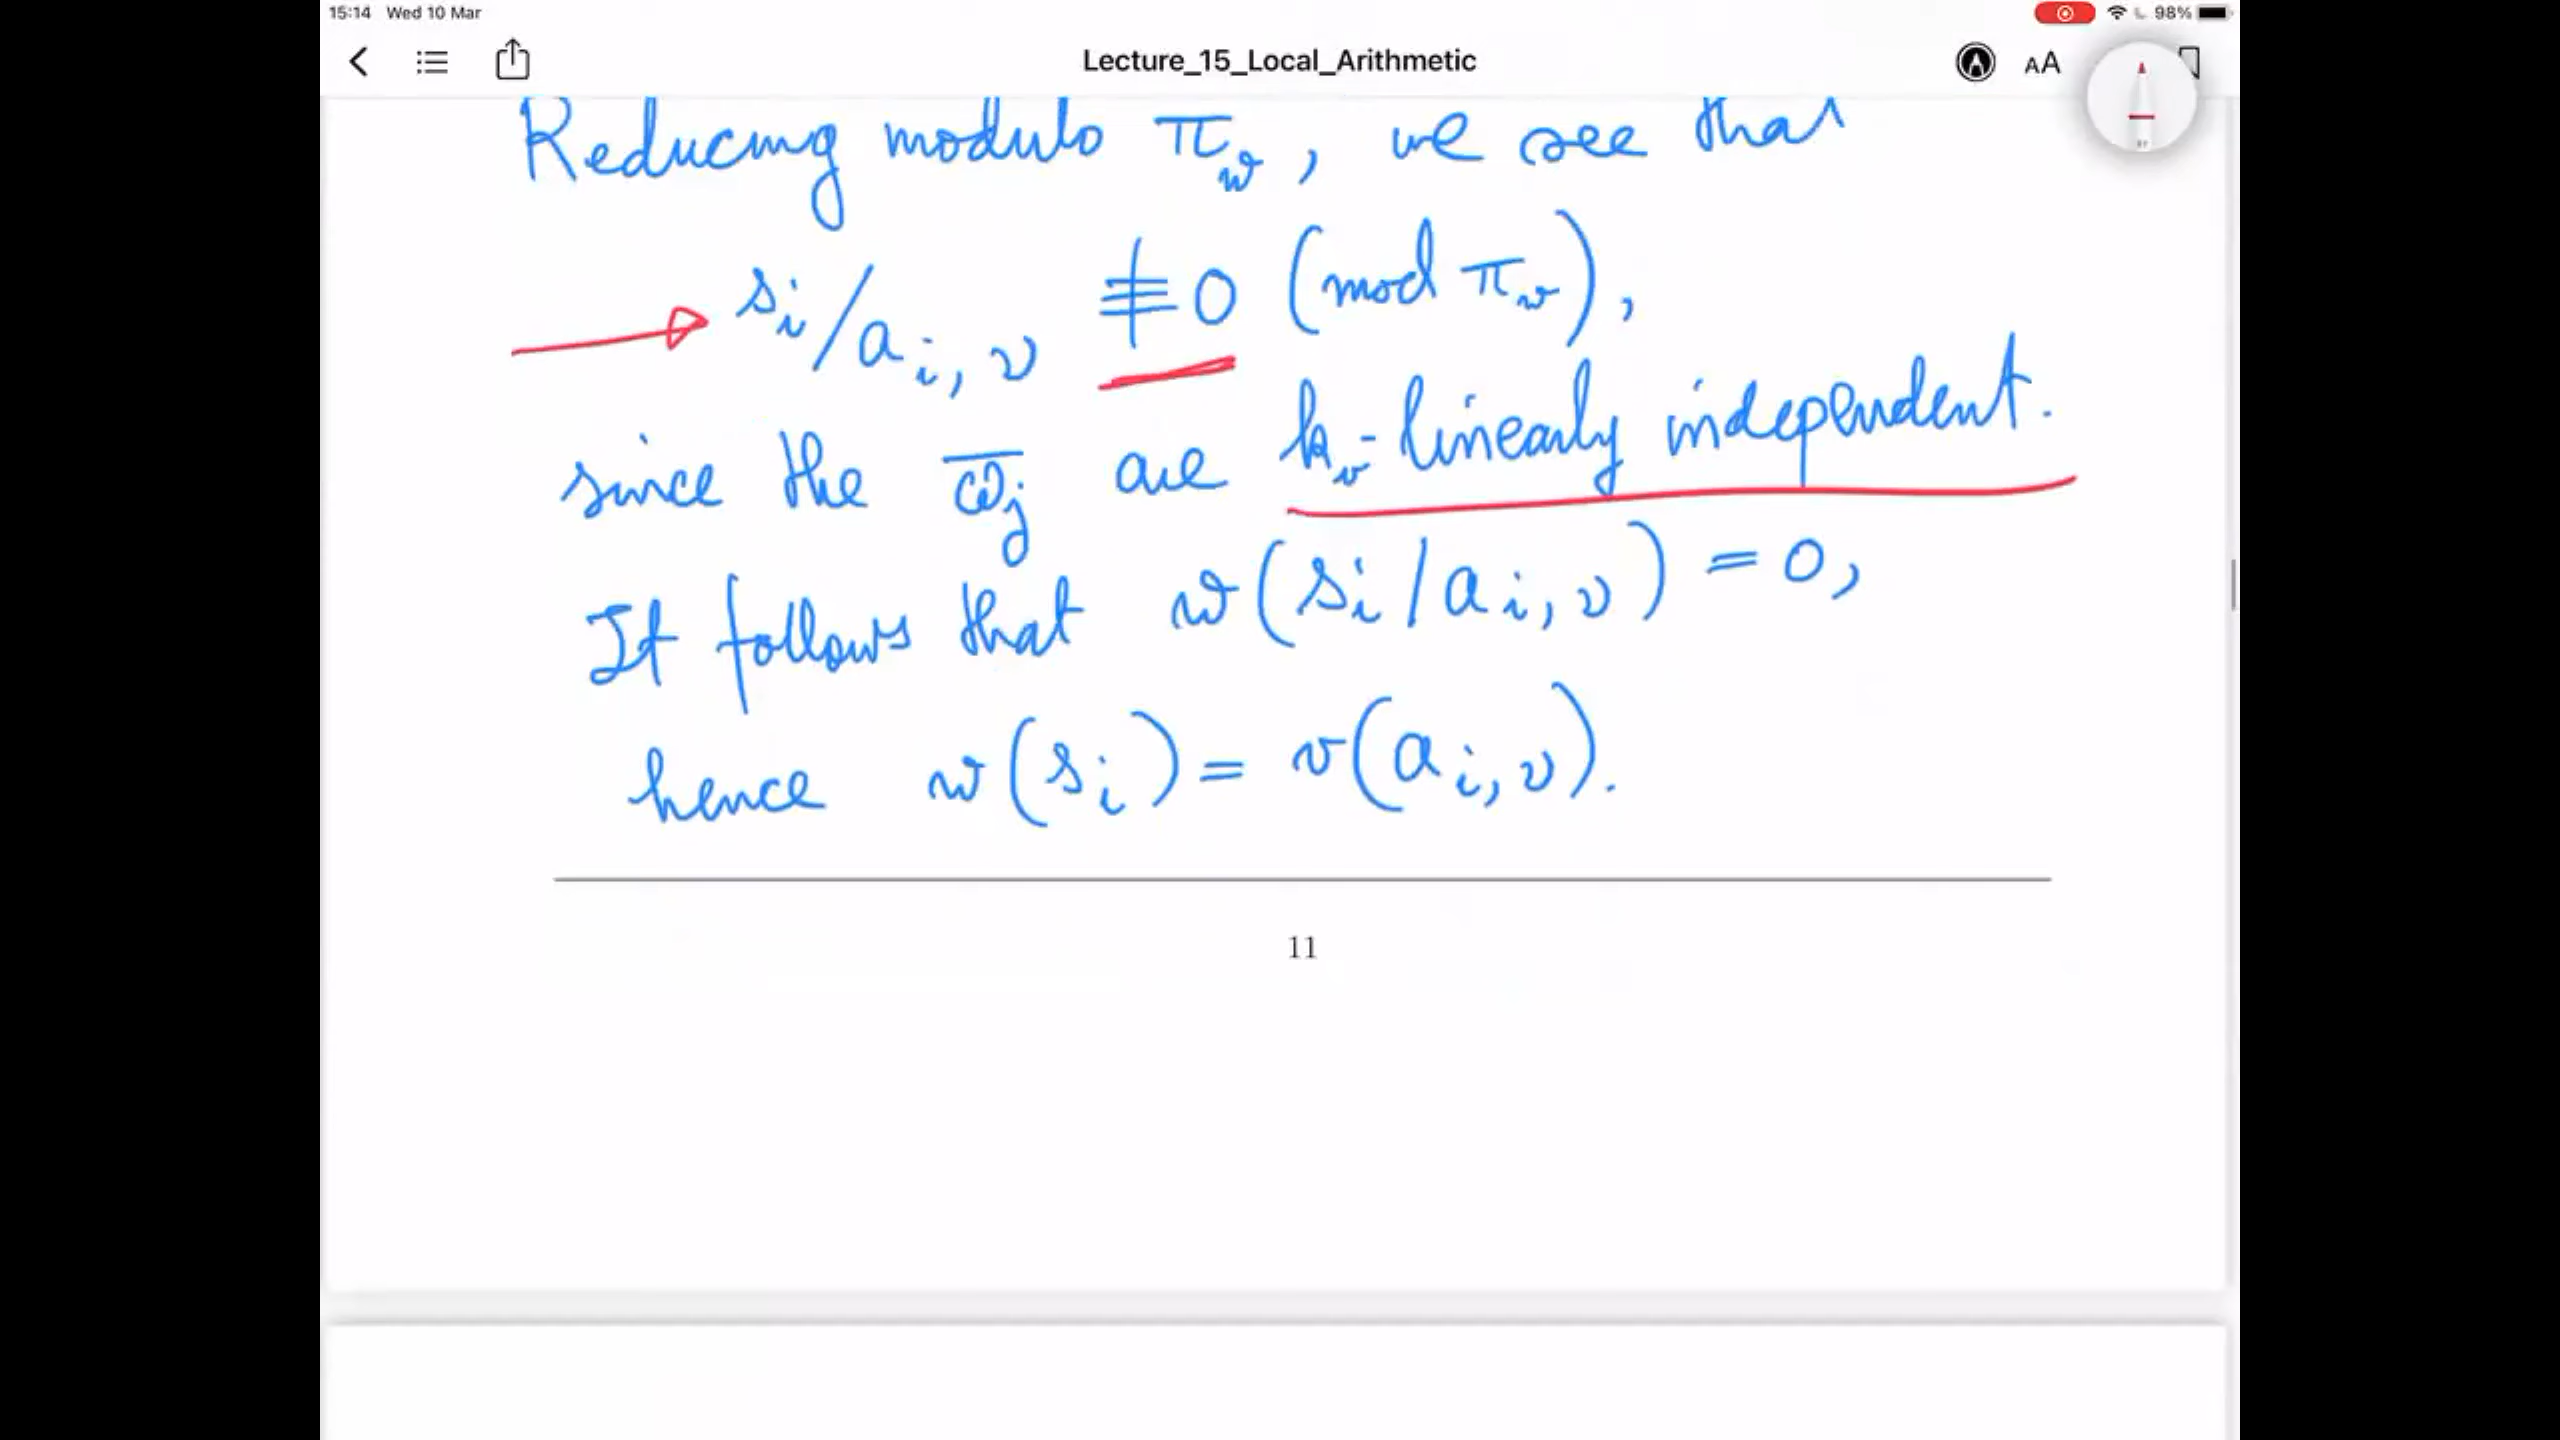 15:14 Wed 10 Mar 98%
Lecture_15_Local_Arithmetic AA
Reducing modulo π_w, we see that
s_i/a_{i,ν} ≢ 0 (mod π_w),
since the ω̄_j are k_v-linearly independent.
It follows that w(s_i/a_{i,ν}) = 0,
hence w(s_i) = v(a_{i,ν}).
11